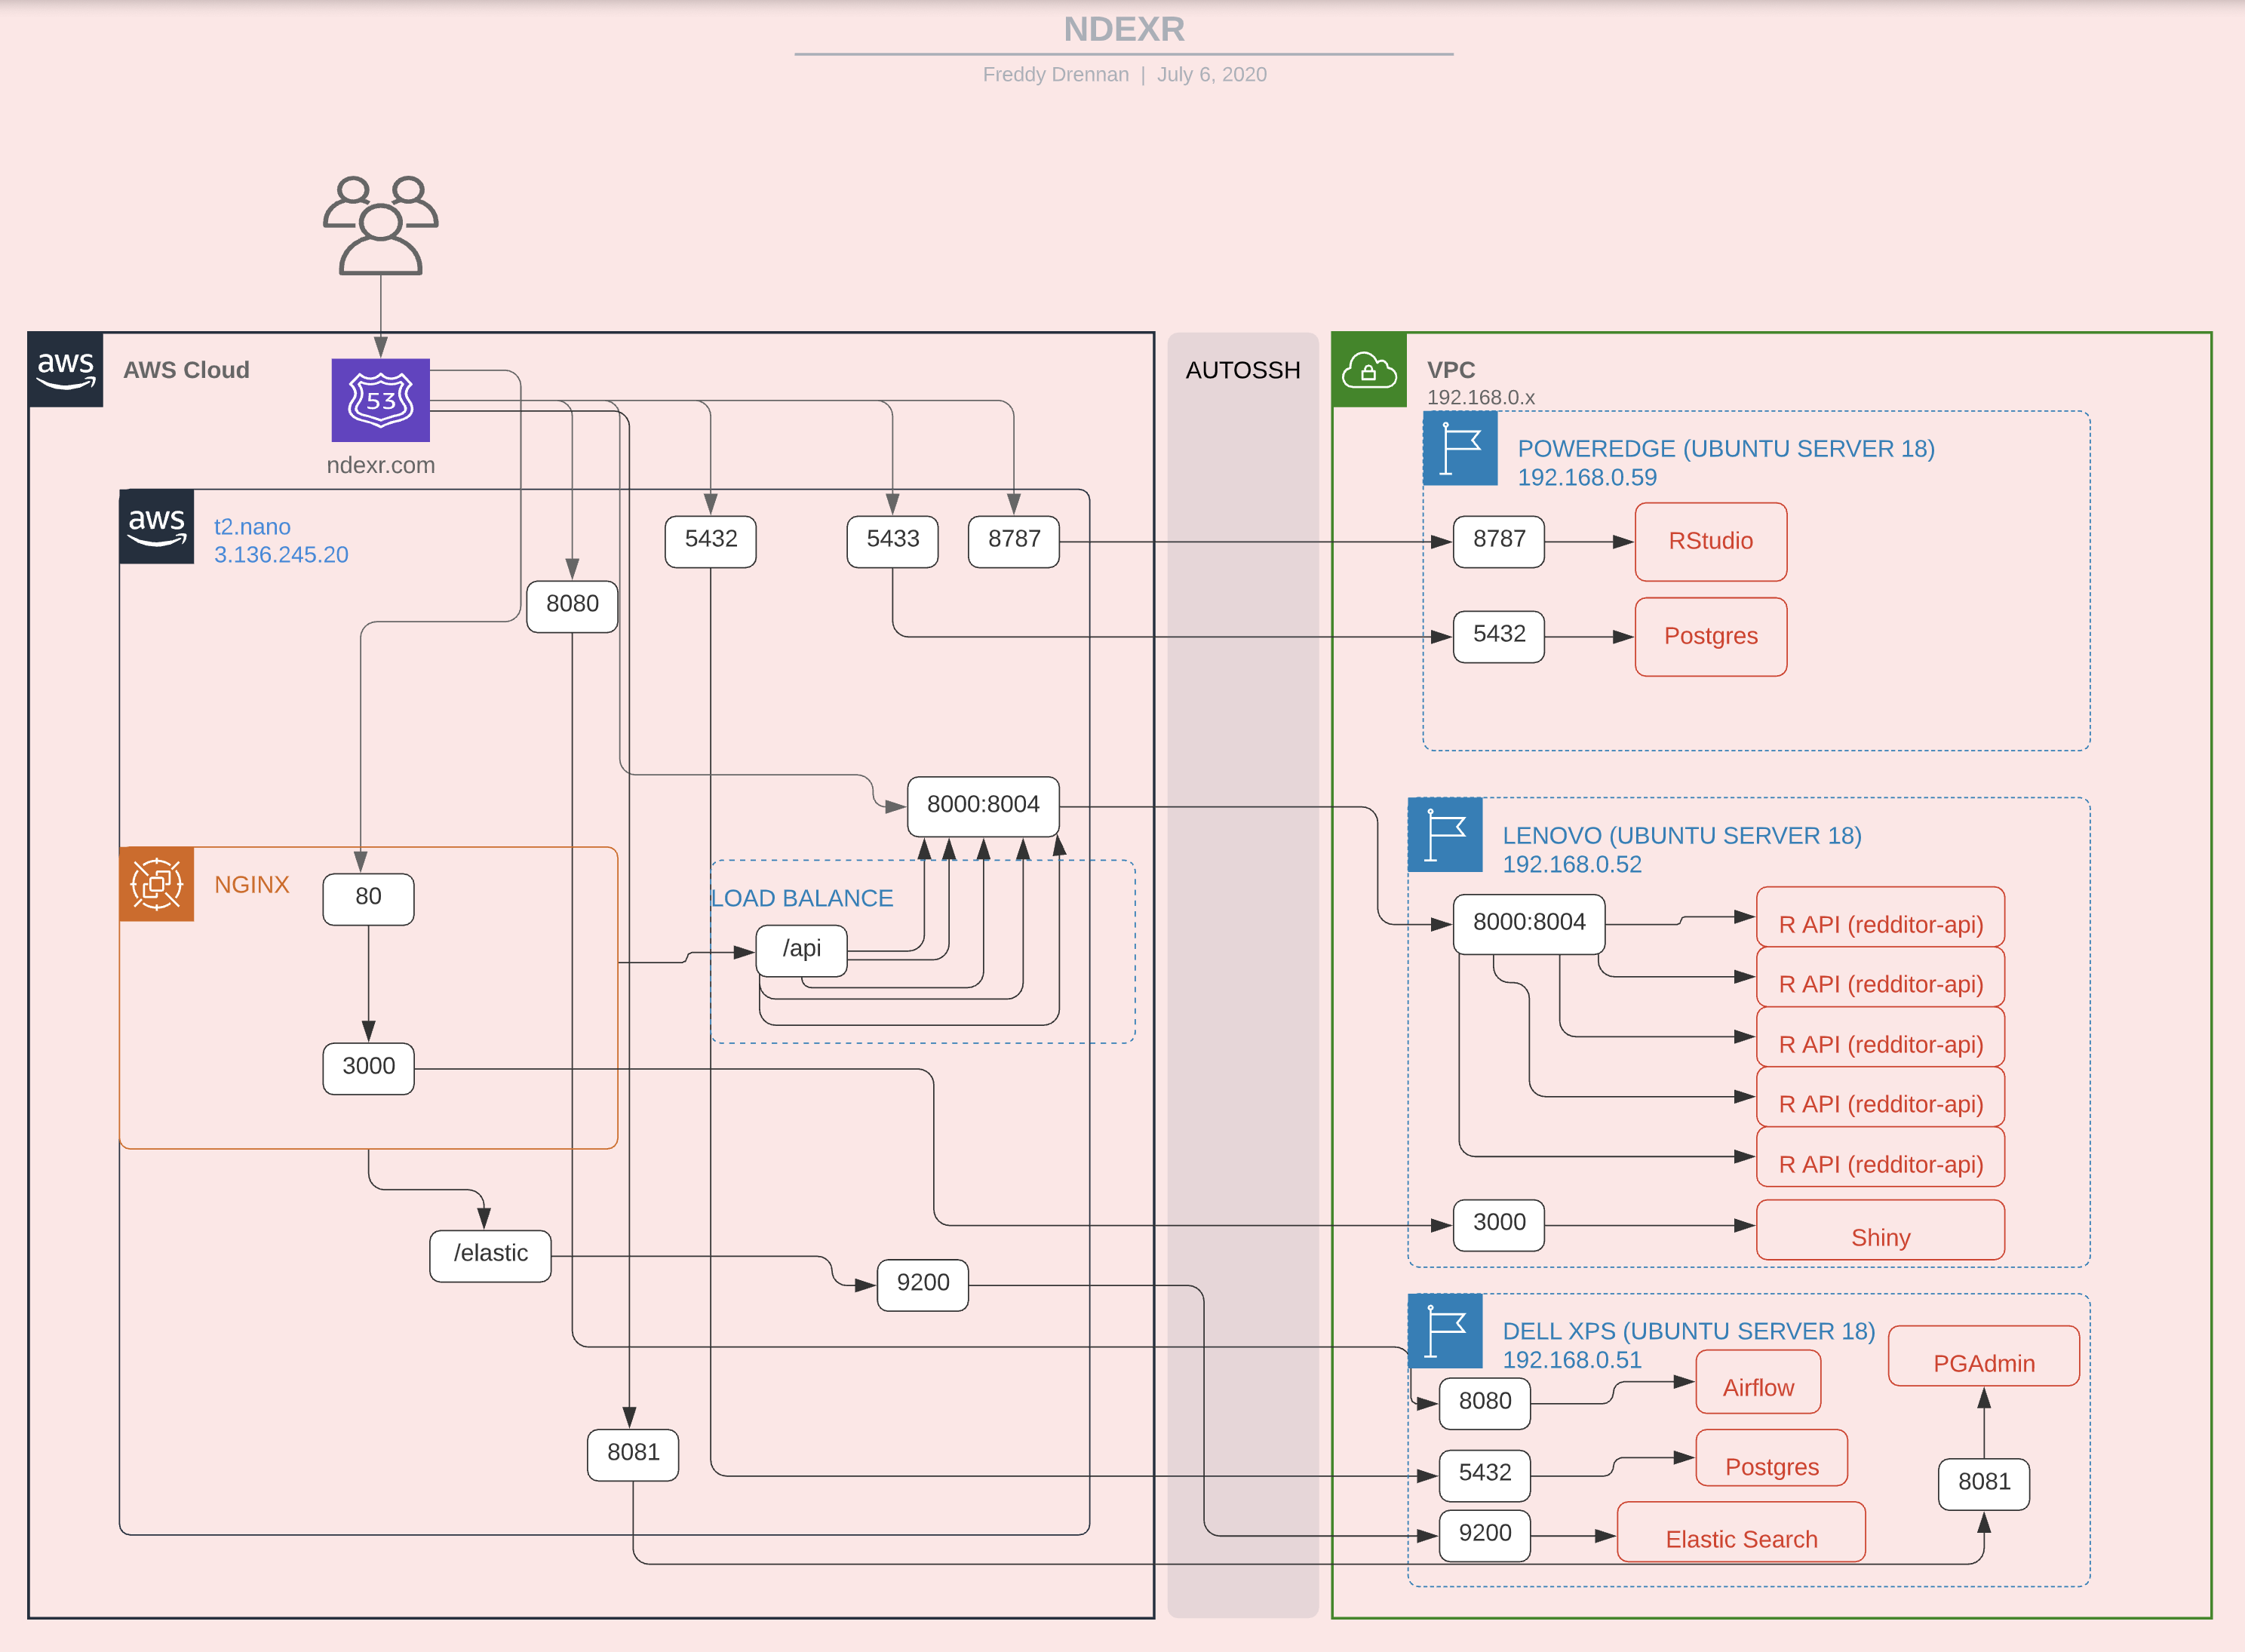 NDEXR
Freddy Drennan | July 6, 2020
aws
AWS Cloud
53
ndexr.com
aws
t2.nano
3.136.245.20
5432
5433
8787
8080
8000:8004
NGINX
80
3000
LOAD BALANCE
/api
/elastic
9200
8081
AUTOSSH
VPC
192.168.0.x
POWEREDGE (UBUNTU SERVER 18)
192.168.0.59
8787
RStudio
5432
Postgres
LENOVO (UBUNTU SERVER 18)
192.168.0.52
8000:8004
R API (redditor-api)
R API (redditor-api)
R API (redditor-api)
R API (redditor-api)
R API (redditor-api)
3000
Shiny
DELL XPS (UBUNTU SERVER 18)
192.168.0.51
PGAdmin
8080
Airflow
5432
Postgres
8081
9200
Elastic Search